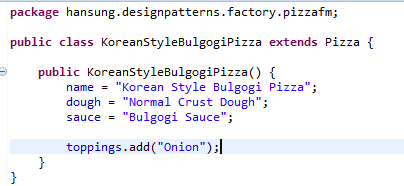 package hansung.designpatterns.factory.pizzafm;
public class KoreanStyleBulgogiPizza extends Pizza {
public KoreanStyleBulgogiPizza() {
name = "Korean Style Bulgogi Pizza";
dough = "Normal Crust Dough";
sauce = "Bulgogi Sauce";
toppings.add("Onion");
}
}